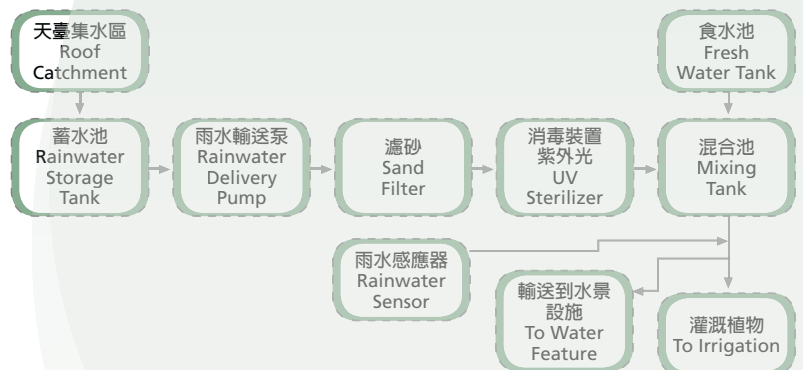 天臺集水區
Roof
Catchment
食水池
Fresh
Water Tank
蓄水池
Rainwater
Storage
Tank
雨水輸送泵
Rainwater
Delivery
Pump
濾砂
Sand
Filter
消毒裝置
紫外光
UV
Sterilizer
混合池
Mixing
Tank
雨水感應器
Rainwater
Sensor
輸送到水景
設施
To Water
Feature
灌溉植物
To Irrigation